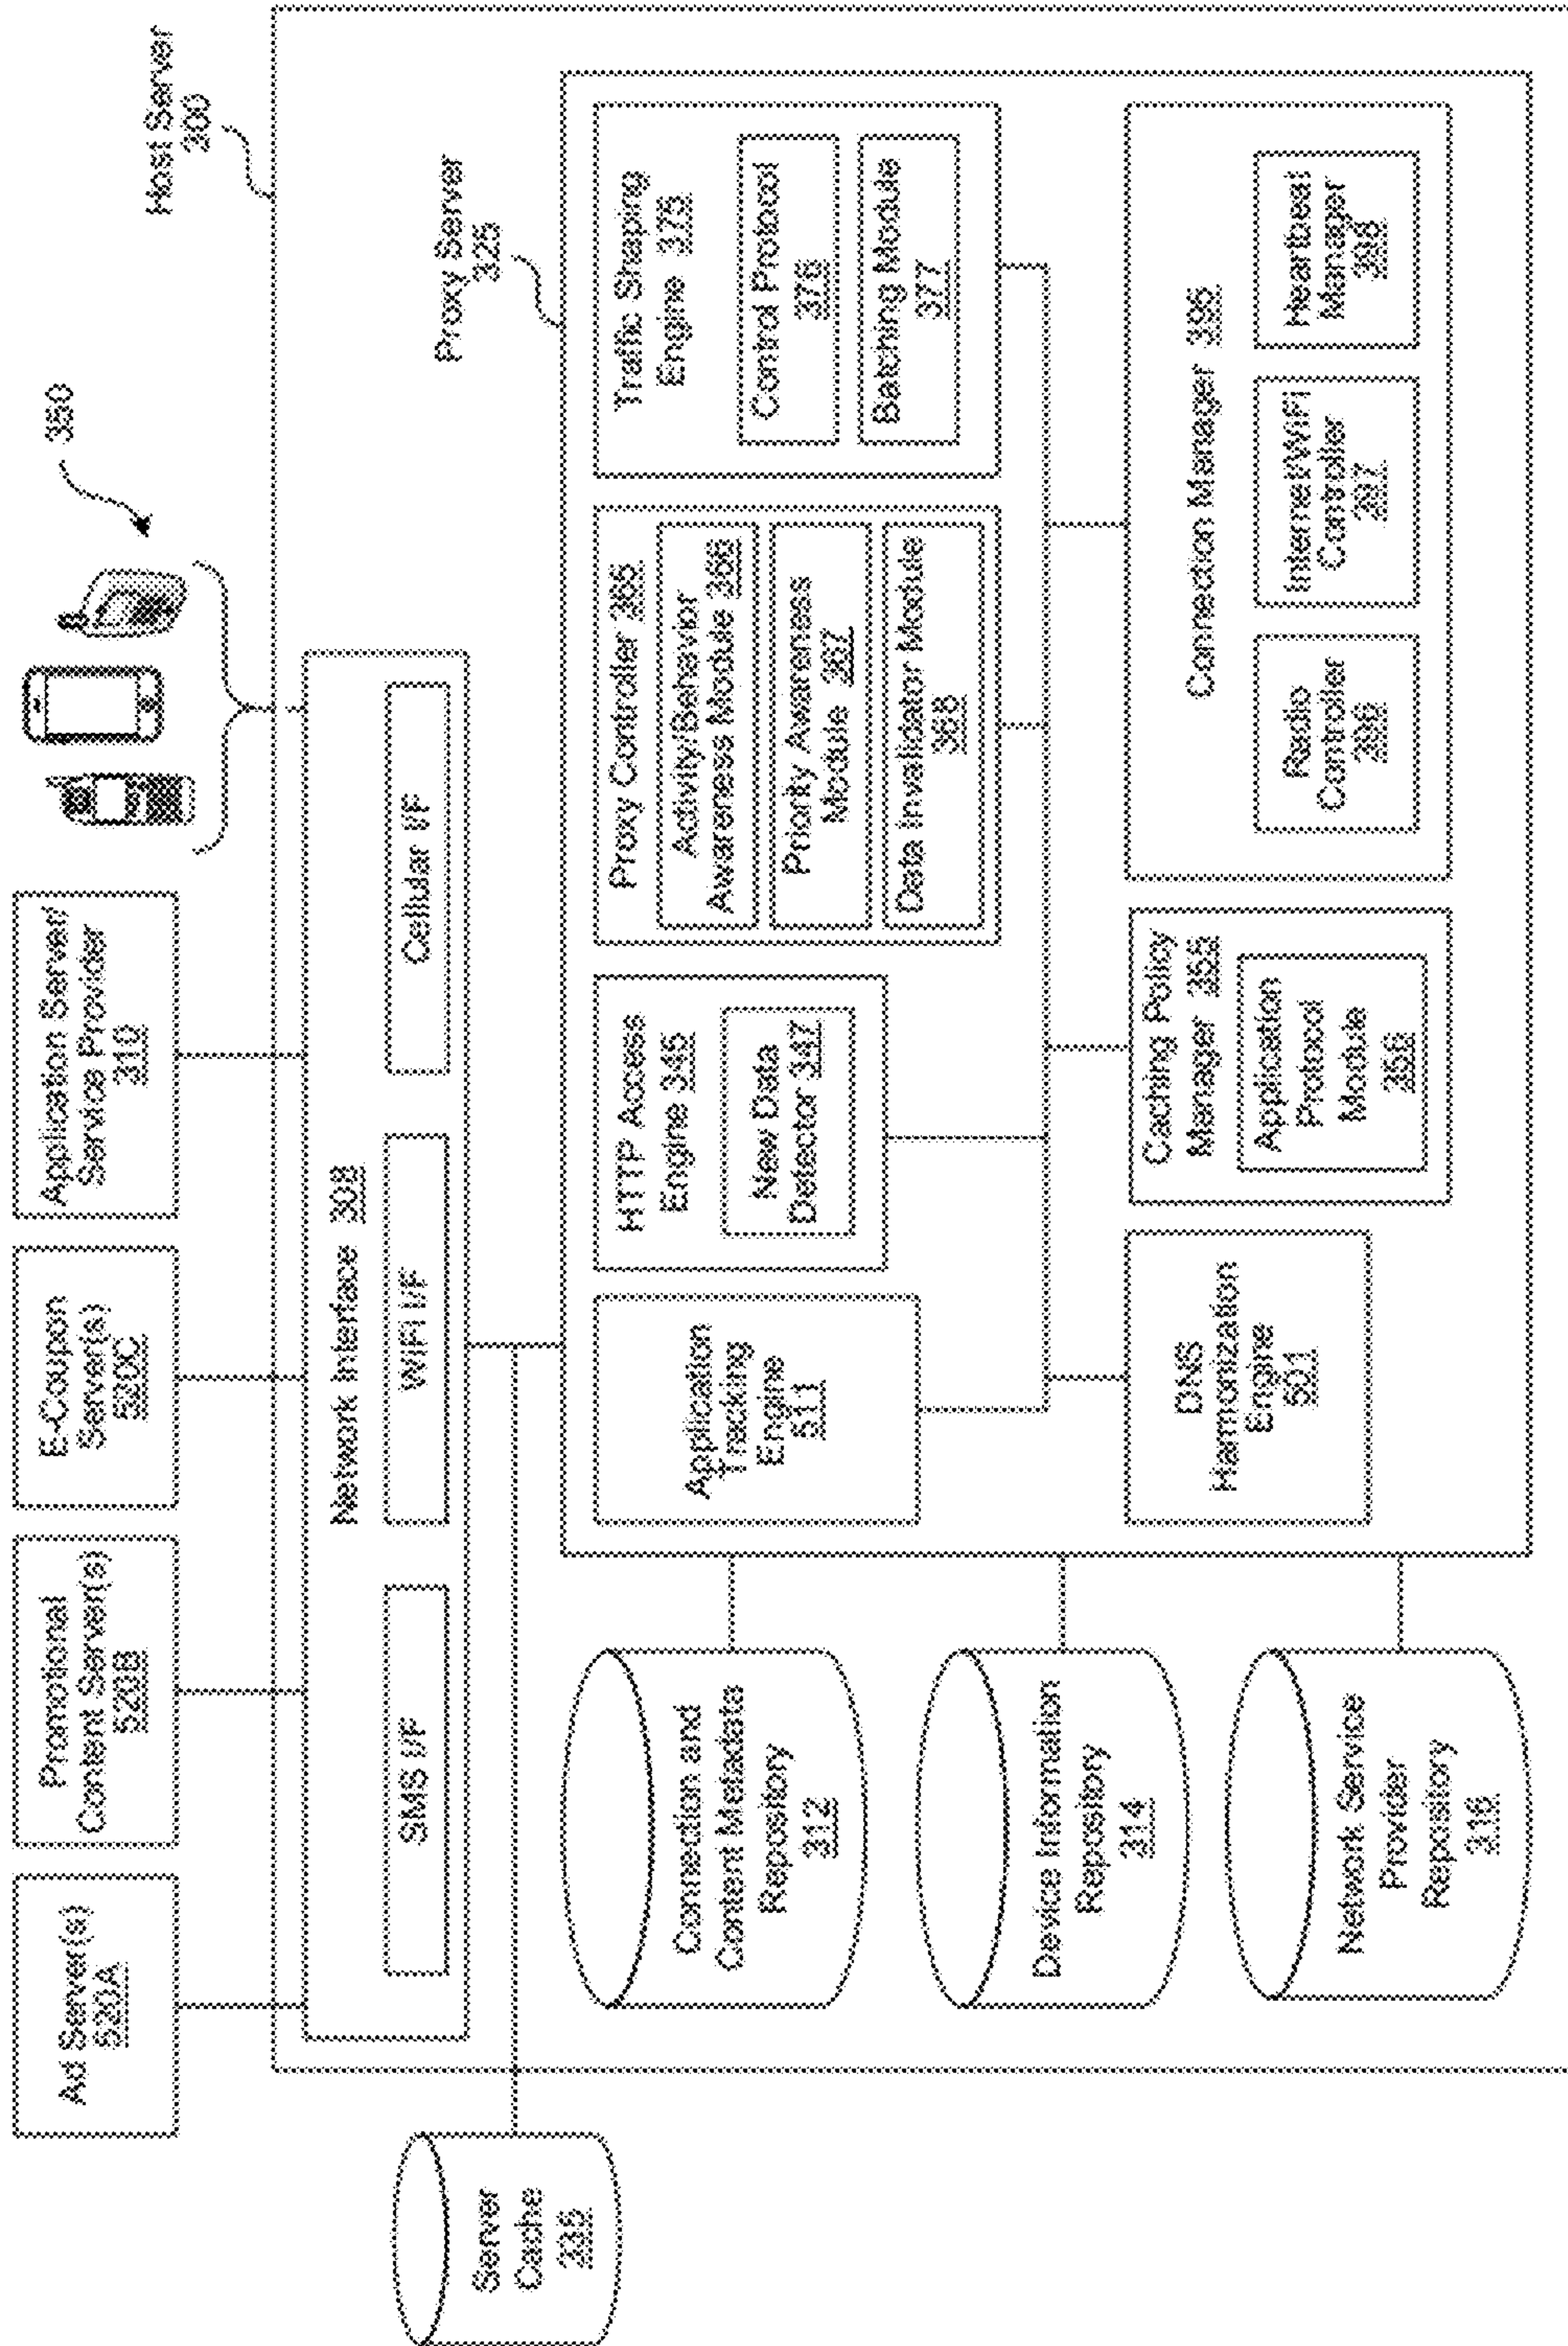 Ad Server(s)
520A
Promotional
Content Server(s)
520B
E-Coupon
Server(s)
520C
Application Server/
Service Provider
310
350
Host Server
300
Network Interface 308
SMS I/F
WiFi I/F
Cellular I/F
Server
Cache
335
Proxy Server
325
Connection and
Content Metadata
Repository
312
Device Information
Repository
314
Network Service
Provider
Repository
316
Application
Tracking
Engine
511
HTTP Access
Engine 345
New Data
Detector 347
Proxy Controller 365
Activity/Behavior
Awareness Module 366
Priority Awareness
Module 367
Data Invalidator Module
368
Traffic Shaping
Engine 375
Control Protocol
376
Batching Module
377
DNS
Harmonization
Engine
501
Caching Policy
Manager 355
Application
Protocol
Module
356
Connection Manager 395
Radio
Controller
396
Internet/WiFi
Controller
397
Heartbeat
Manager
398